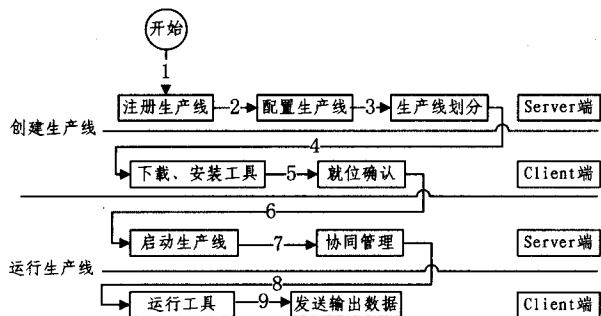 开始
1
注册生产线 2 配置生产线 3 生产线划分 Server端
创建生产线
4
下载、安装工具 5 就位确认 Client端
6
启动生产线 7 协同管理 Server端
运行生产线
8
运行工具 9 发送输出数据 Client端